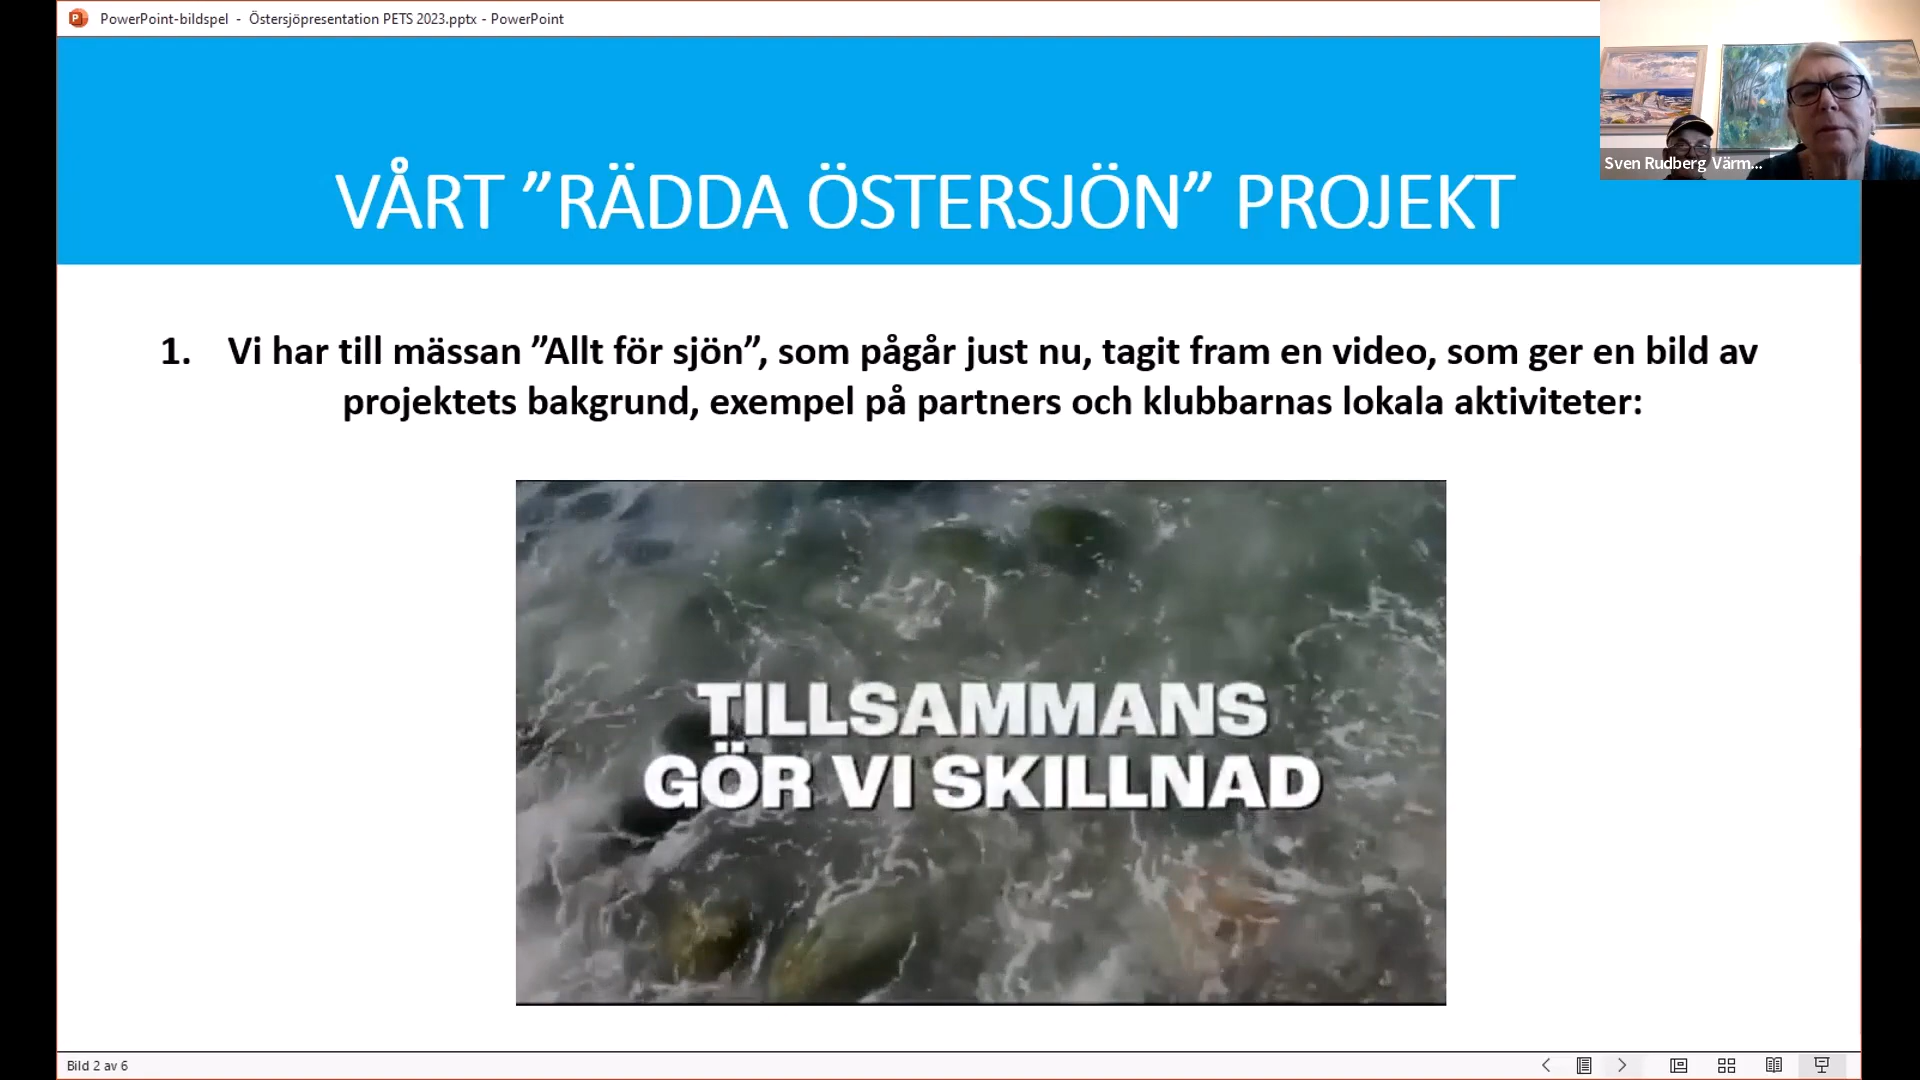 PowerPoint-bildspel - Östersjöpresentation PETS 2023.pptx - PowerPoint
Sven Rudberg Värm...
VÅRT ”RÄDDA ÖSTERSJÖN” PROJEKT
1. Vi har till mässan ”Allt för sjön”, som pågår just nu, tagit fram en video, som ger en bild av
projektets bakgrund, exempel på partners och klubbarnas lokala aktiviteter:
TILLSAMMANS
GÖR VI SKILLNAD
Bild 2 av 6